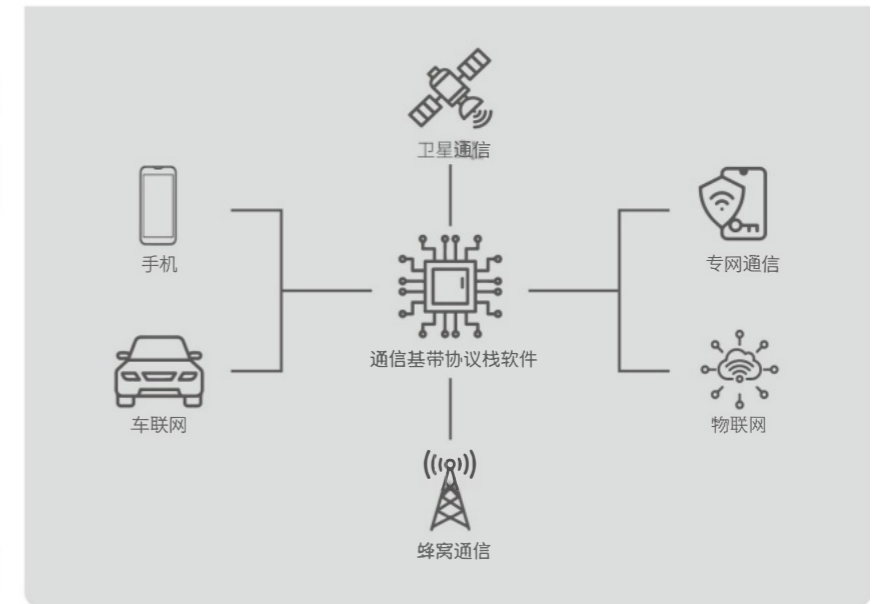 卫星通信
手机
专网通信
通信基带协议栈软件
车联网
物联网
蜂窝通信